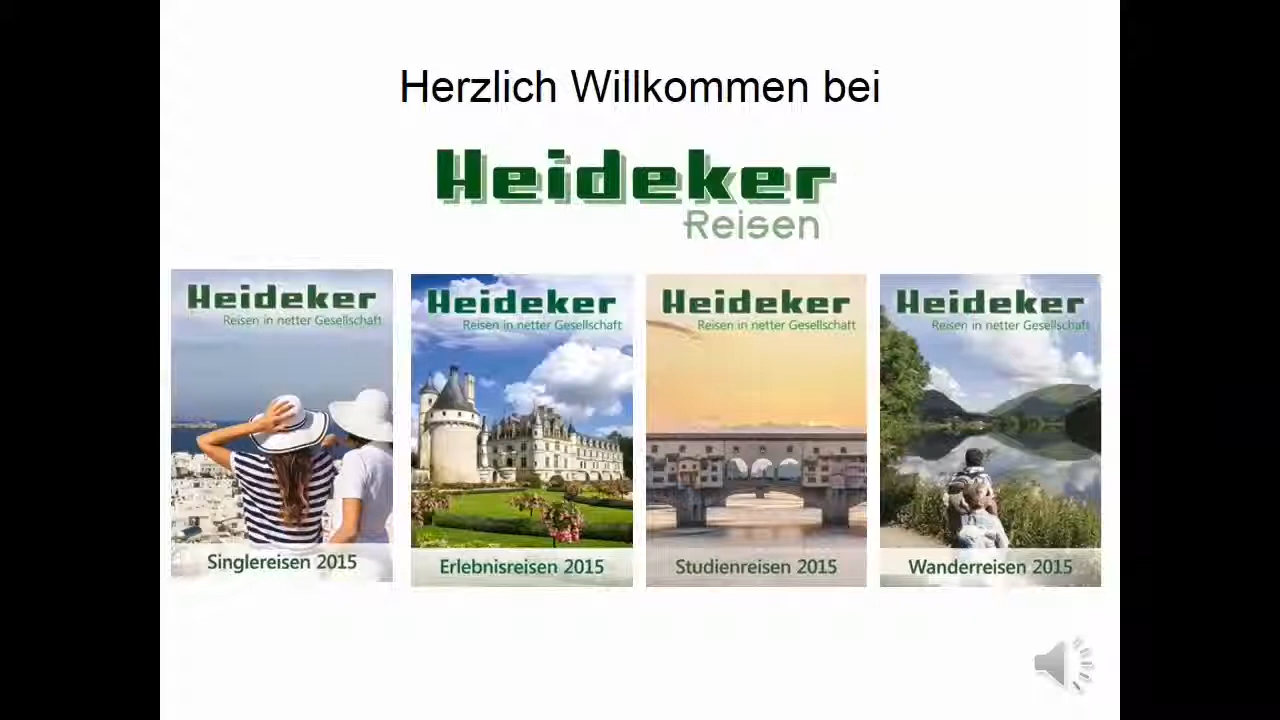 Herzlich Willkommen bei
Heideker
Reisen
Heideker
Reisen in netter Gesellschaft
Singlereisen 2015
Heideker
Reisen in netter Gesellschaft
Erlebnisreisen 2015
Heideker
Reisen in netter Gesellschaft
Studienreisen 2015
Heideker
Reisen in netter Gesellschaft
Wanderreisen 2015